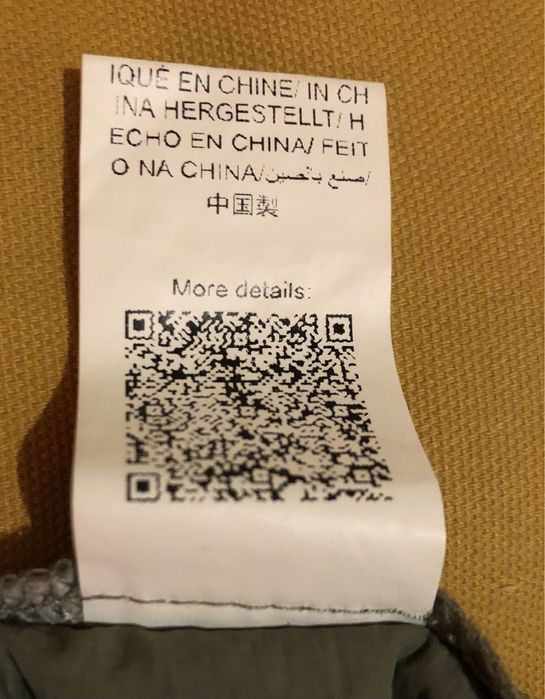 IQUÉ EN CHINE/ IN CH
INA HERGESTELLT/ H
ECHO EN CHINA/ FEIT
O NA CHINA/صنع بالصين/
中国製
More details: